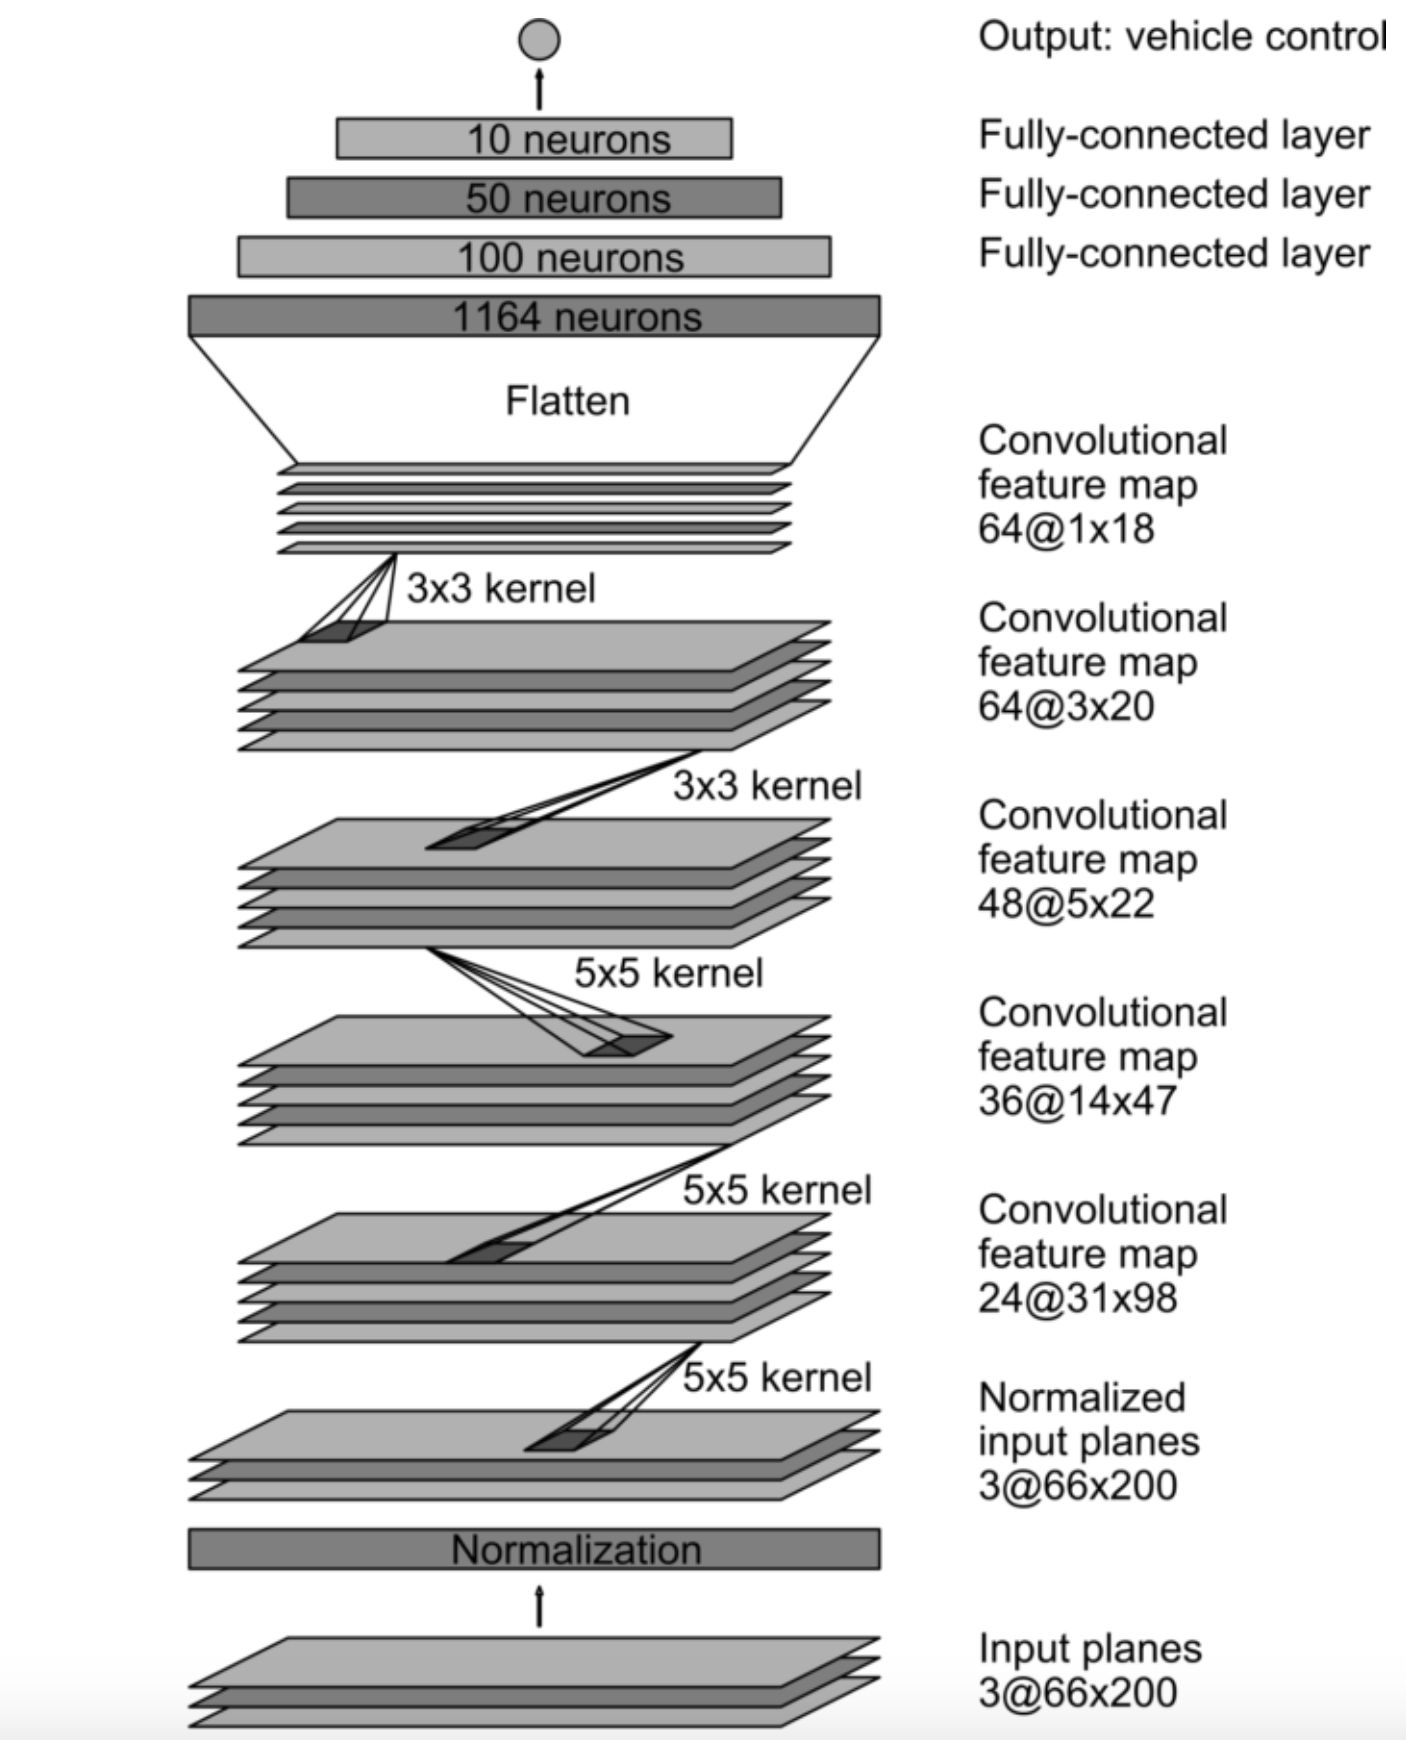 Output: vehicle control
10 neurons
Fully-connected layer
50 neurons
Fully-connected layer
100 neurons
Fully-connected layer
1164 neurons
Flatten
Convolutional
feature map
64@1x18
3x3 kernel
Convolutional
feature map
64@3x20
3x3 kernel
Convolutional
feature map
48@5x22
5x5 kernel
Convolutional
feature map
36@14x47
5x5 kernel
Convolutional
feature map
24@31x98
5x5 kernel
Normalized
input planes
3@66x200
Normalization
Input planes
3@66x200